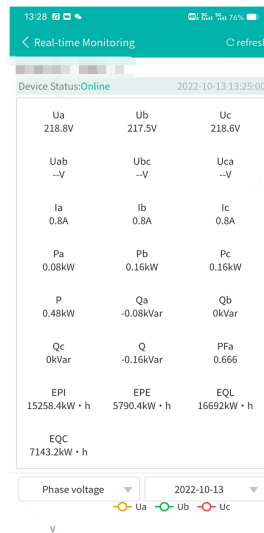 13:28 76%
Real-time Monitoring refresh
Device Status:Online 2022-10-13 13:25:00
Ua Ub Uc
218.8V 217.5V 218.6V
Uab Ubc Uca
--V --V --V
Ia Ib Ic
0.8A 0.8A 0.8A
Pa Pb Pc
0.08kW 0.16kW 0.16kW
P Qa Qb
0.48kW -0.08kVar 0kVar
Qc Q PFa
0kVar -0.16kVar 0.666
EPI EPE EQL
15258.4kW·h 5790.4kW·h 16692kW·h
EQC
7143.2kW·h
Phase voltage 2022-10-13
Ua Ub Uc
V